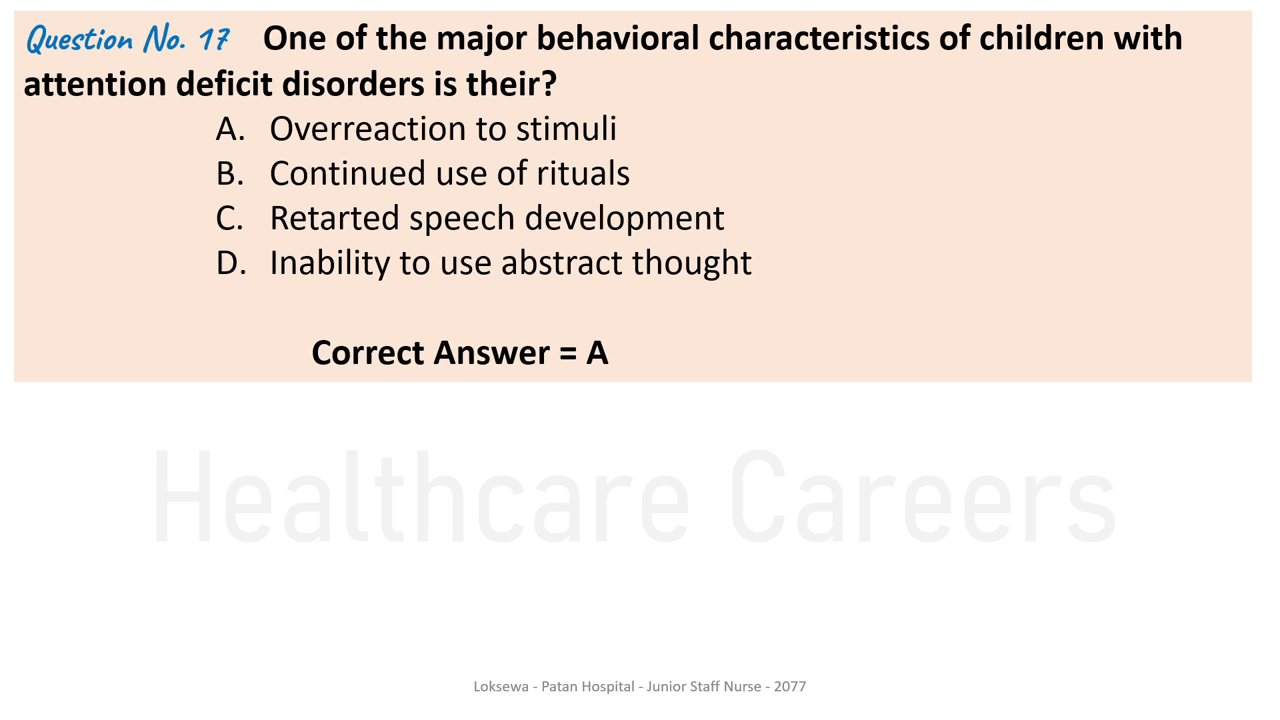 Question No. 17 One of the major behavioral characteristics of children with
attention deficit disorders is their?
A. Overreaction to stimuli
B. Continued use of rituals
C. Retarted speech development
D. Inability to use abstract thought
Correct Answer = A
Healthcare Careers
Loksewa - Patan Hospital - Junior Staff Nurse - 2077